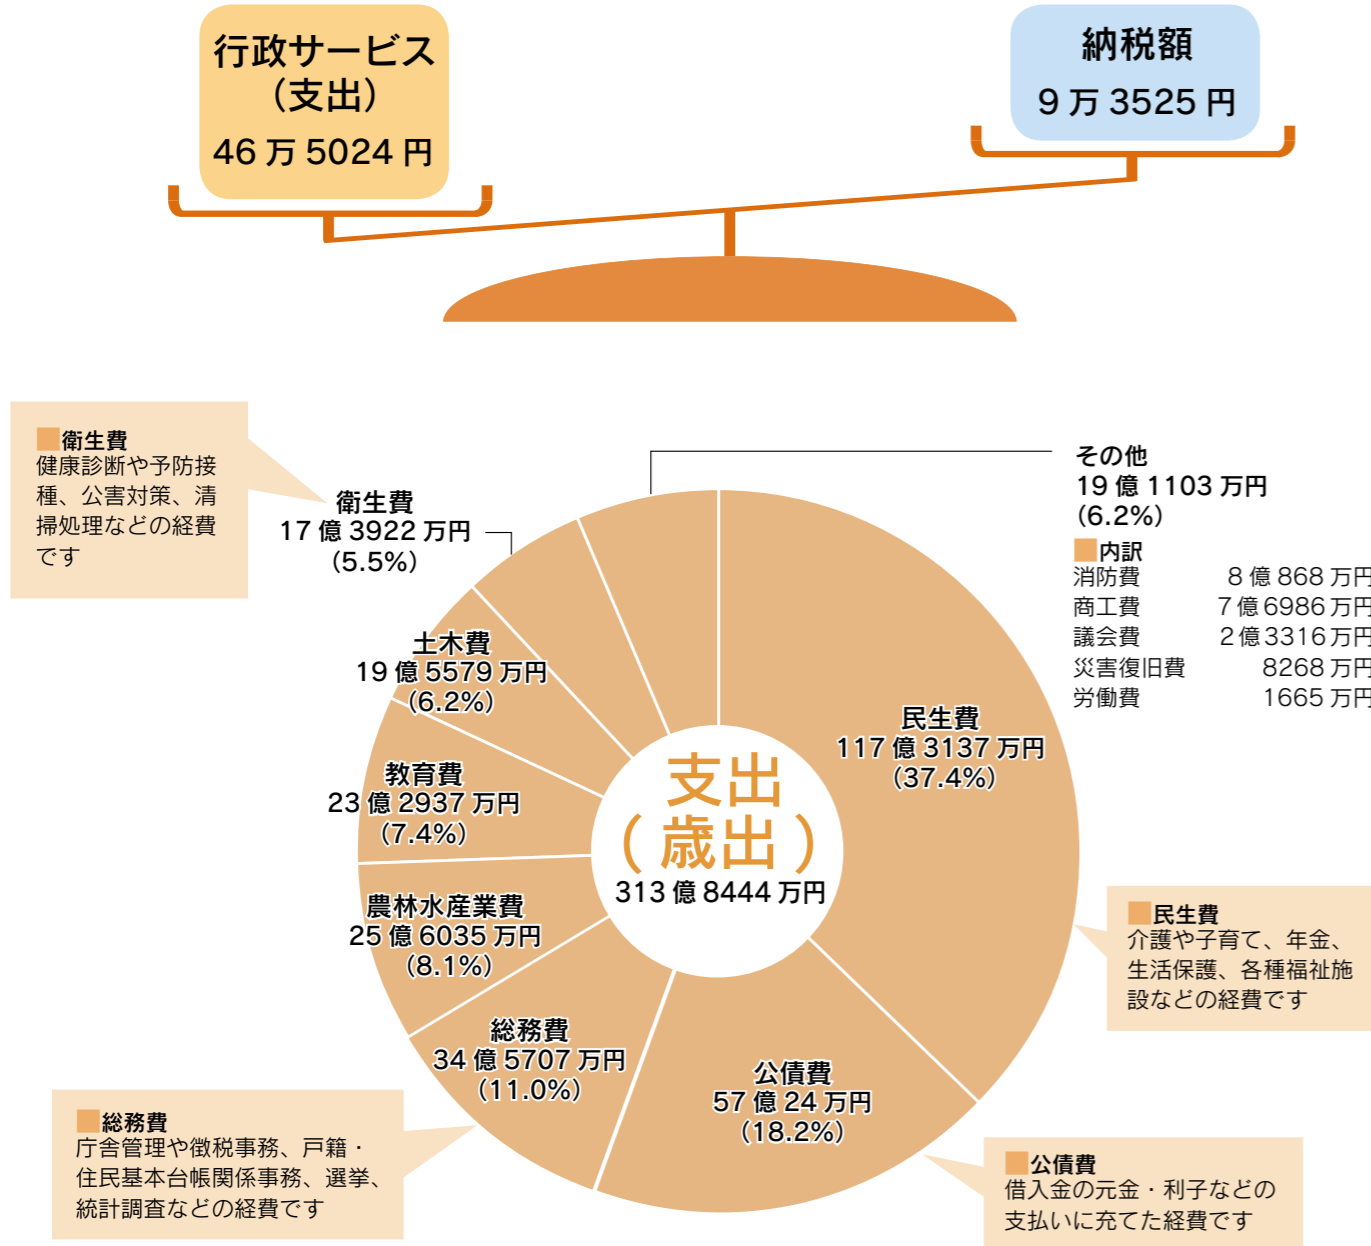 行政サービス
（支出）
46 万 5024 円
納税額
9 万 3525 円
■衛生費
健康診断や予防接
種、公害対策、清
掃処理などの経費
です
衛生費
17 億 3922 万円
(5.5%)
その他
19 億 1103 万円
(6.2%)
■内訳
消防費 8 億 868 万円
商工費 7 億 6986 万円
議会費 2 億 3316 万円
災害復旧費 8268 万円
労働費 1665 万円
土木費
19 億 5579 万円
(6.2%)
民生費
117 億 3137 万円
(37.4%)
教育費
23 億 2937 万円
(7.4%)
支出
（歳出）
313 億 8444 万円
農林水産業費
25 億 6035 万円
(8.1%)
■民生費
介護や子育て、年金、
生活保護、各種福祉施
設などの経費です
総務費
34 億 5707 万円
(11.0%)
公債費
57 億 24 万円
(18.2%)
■総務費
庁舎管理や徴税事務、戸籍・
住民基本台帳関係事務、選挙、
統計調査などの経費です
■公債費
借入金の元金・利子などの
支払いに充てた経費です